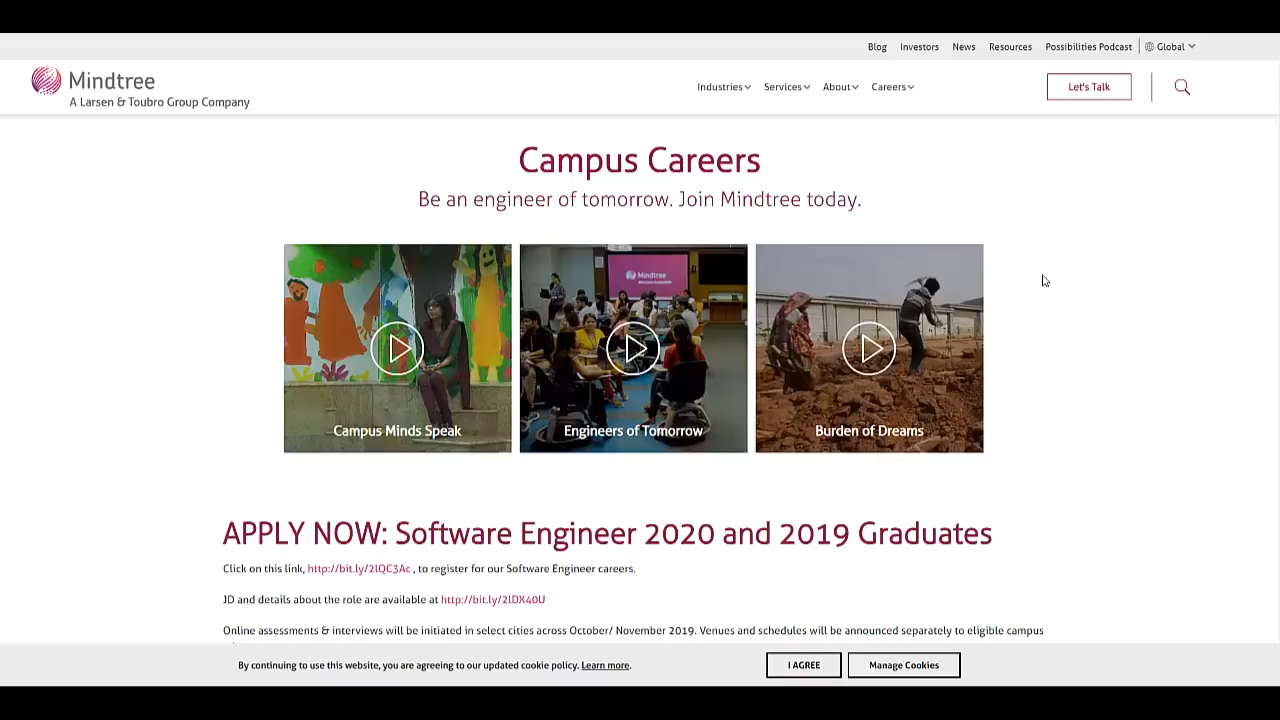 Blog Investors News Resources Possibilities Podcast Global
Mindtree
A Larsen & Toubro Group Company
Industries Services About Careers Let's Talk
Campus Careers
Be an engineer of tomorrow. Join Mindtree today.
Mindtree
Campus Minds Speak Engineers of Tomorrow Burden of Dreams
APPLY NOW: Software Engineer 2020 and 2019 Graduates
Click on this link, http://bit.ly/2lQC3Ac , to register for our Software Engineer careers.
JD and details about the role are available at http://bit.ly/2lDX40U
Online assessments & interviews will be initiated in select cities across October/ November 2019. Venues and schedules will be announced separately to eligible campus
By continuing to use this website, you are agreeing to our updated cookie policy. Learn more. I AGREE Manage Cookies